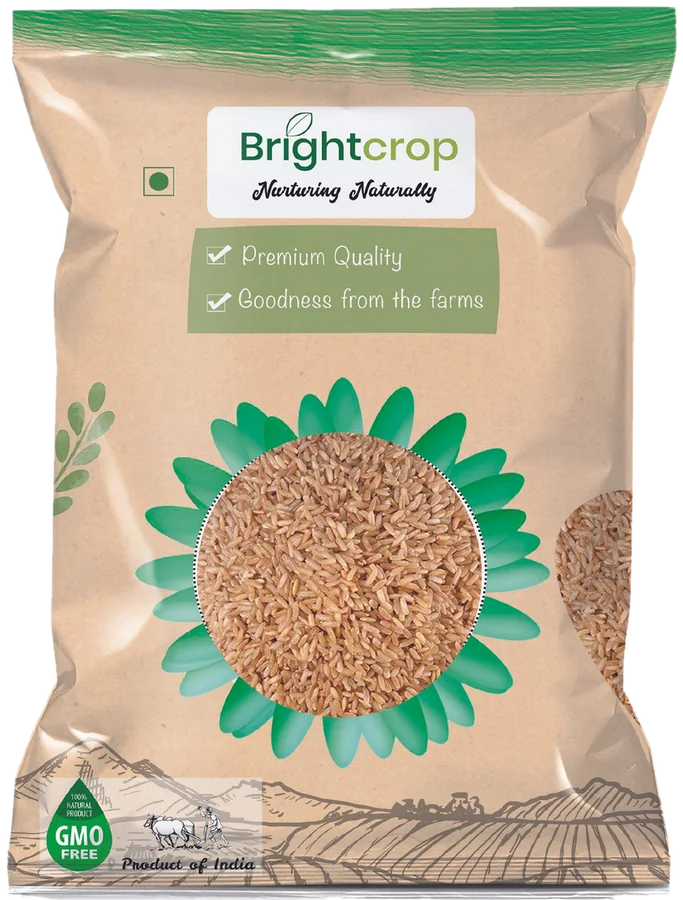 Brightcrop
Nurturing Naturally
Premium Quality
Goodness from the farms
100%
NATURAL
PRODUCT
GMO
FREE
Product of India